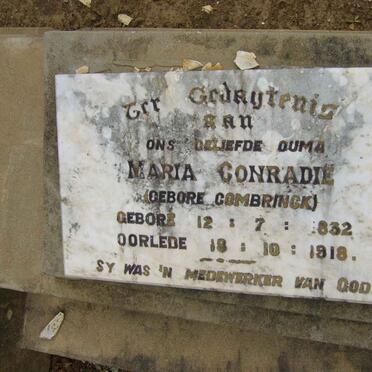 Ter Gedagtenis
aan
ONS GELIEFDE OUMA
MARIA CONRADIE
(GEBORE COMBRINCK)
GEBORE 12 : 7 : 1832
OORLEDE 18 : 10 : 1918.
SY WAS 'N MEDEWERKER VAN GOD